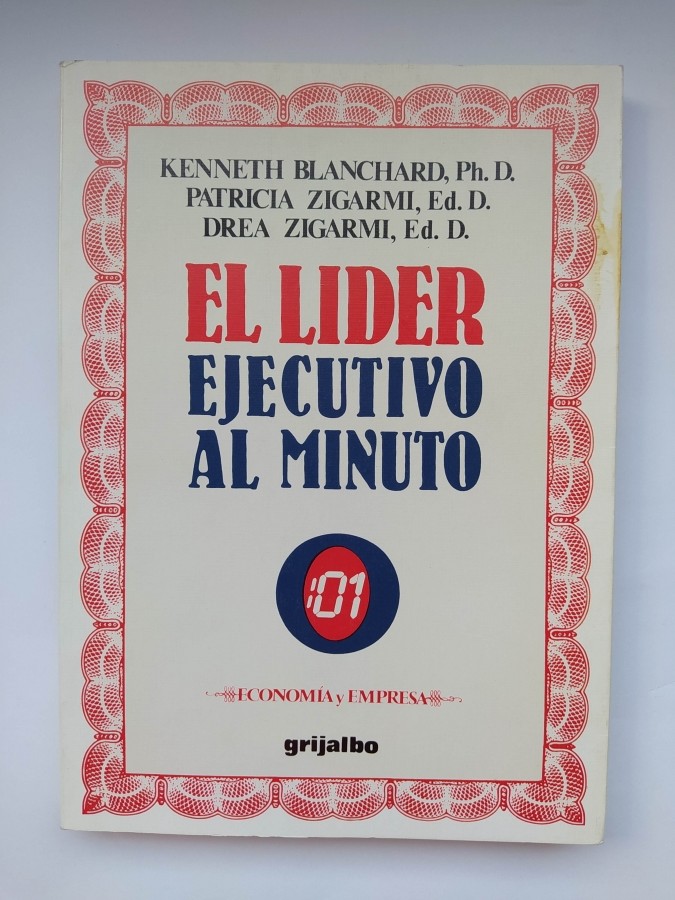 KENNETH BLANCHARD, Ph. D.
PATRICIA ZIGARMI, Ed. D.
DREA ZIGARMI, Ed. D.
EL LIDER
EJECUTIVO
AL MINUTO
:01
ECONOMÍA y EMPRESA
grijalbo